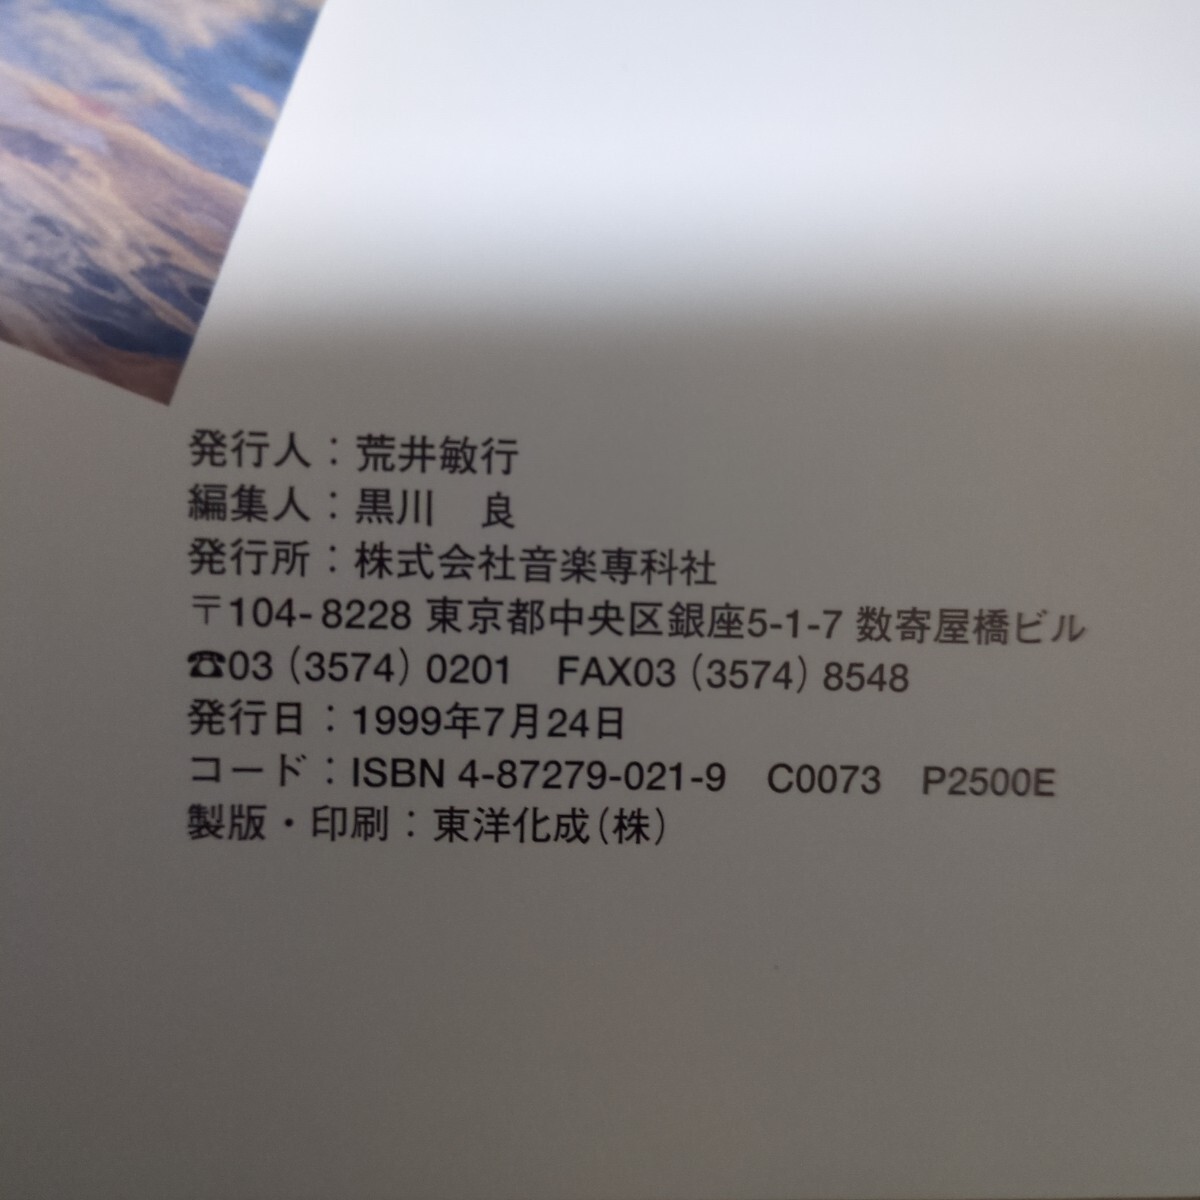 発行人：荒井敏行
編集人：黒川　良
発行所：株式会社音楽専科社
〒104-8228 東京都中央区銀座5-1-7 数寄屋橋ビル
☎03（3574）0201　FAX03（3574）8548
発行日：1999年7月24日
コード：ISBN 4-87279-021-9　C0073　P2500E
製版・印刷：東洋化成（株）